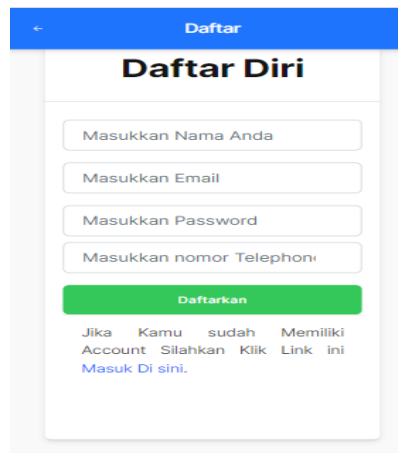 Daftar
Daftar Diri
Masukkan Nama Anda
Masukkan Email
Masukkan Password
Masukkan nomor Telephon
Daftarkan
Jika Kamu sudah Memiliki
Account Silahkan Klik Link ini
Masuk Di sini.